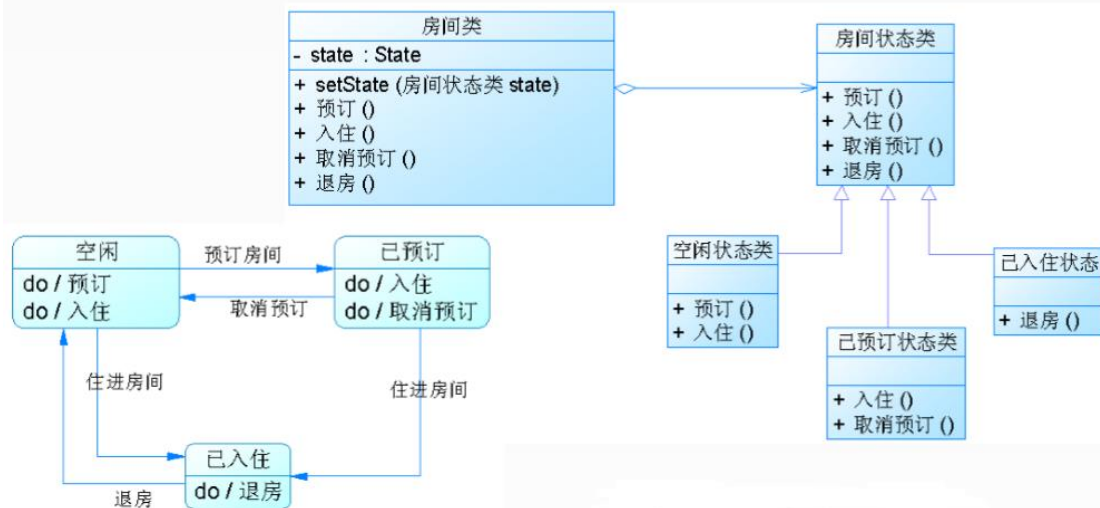 房间类
- state : State
+ setState (房间状态类 state)
+ 预订 ()
+ 入住 ()
+ 取消预订 ()
+ 退房 ()
房间状态类
+ 预订 ()
+ 入住 ()
+ 取消预订 ()
+ 退房 ()
空闲
do / 预订
do / 入住
预订房间
取消预订
已预订
do / 入住
do / 取消预订
住进房间
住进房间
已入住
do / 退房
退房
空闲状态类
+ 预订 ()
+ 入住 ()
已预订状态类
+ 入住 ()
+ 取消预订 ()
已入住状态
+ 退房 ()